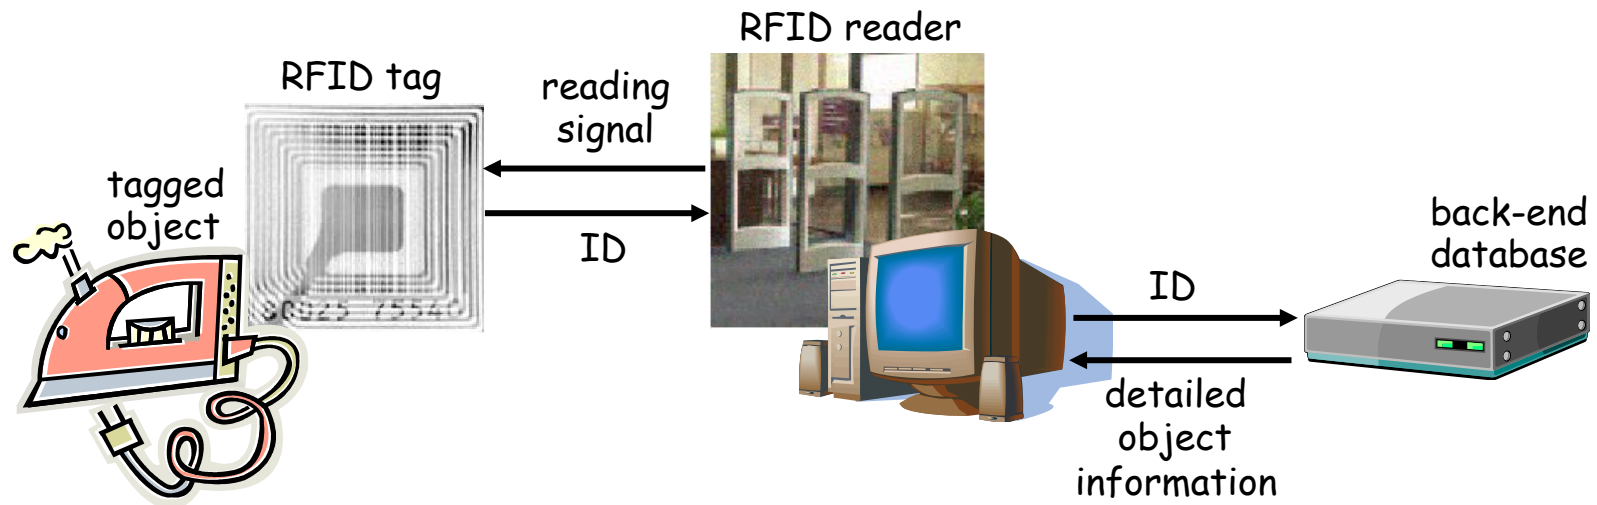 RFID reader
RFID tag
reading
signal
tagged
object
ID
back-end
database
ID
detailed
object
information